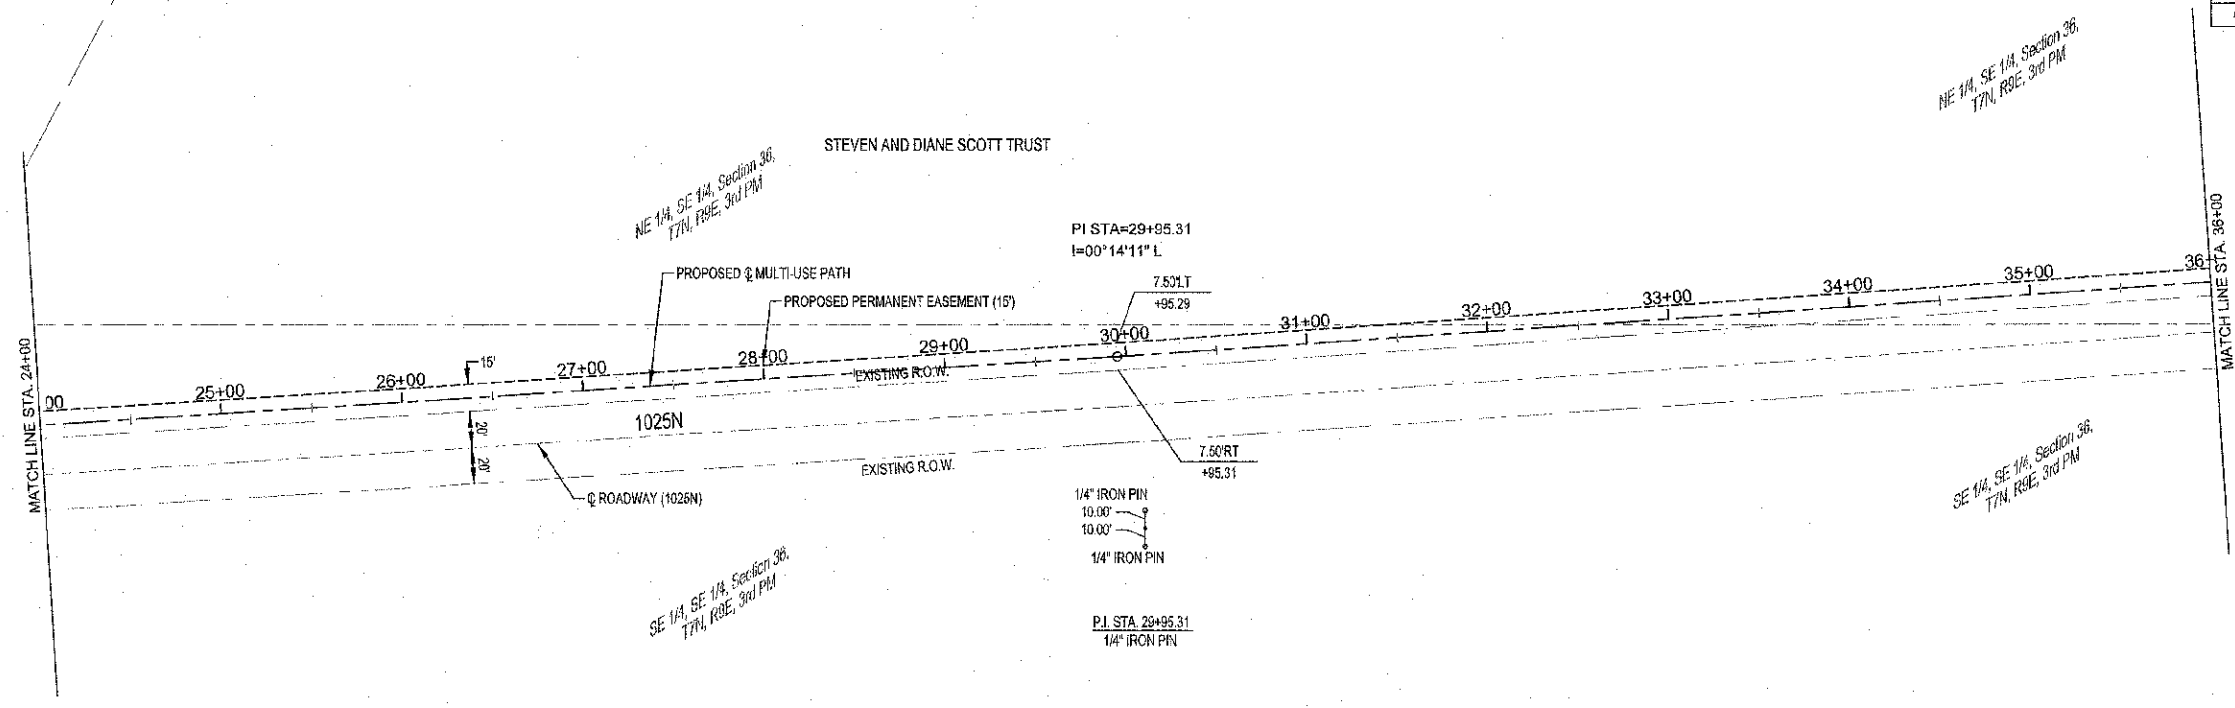 NE 1/4, SE 1/4, Section 36,
T7N, R9E, 3rd PM
STEVEN AND DIANE SCOTT TRUST
NE 1/4, SE 1/4, Section 36,
T7N, R9E, 3rd PM
PI STA=29+95.31
I=00°14'11" L
PROPOSED ℄ MULTI-USE PATH
PROPOSED PERMANENT EASEMENT (15')
7.50'LT
+95.29
MATCH LINE STA. 24+00
00
25+00
26+00
15'
27+00
28+00
29+00
30+00
31+00
32+00
33+00
34+00
35+00
36+
MATCH LINE STA. 36+00
EXISTING R.O.W.
1025N
20'
20'
EXISTING R.O.W.
℄ ROADWAY (1025N)
7.50'RT
+95.31
1/4" IRON PIN
10.00'
10.00'
1/4" IRON PIN
SE 1/4, SE 1/4, Section 36,
T7N, R9E, 3rd PM
SE 1/4, SE 1/4, Section 36,
T7N, R9E, 3rd PM
P.I. STA. 29+95.31
1/4" IRON PIN